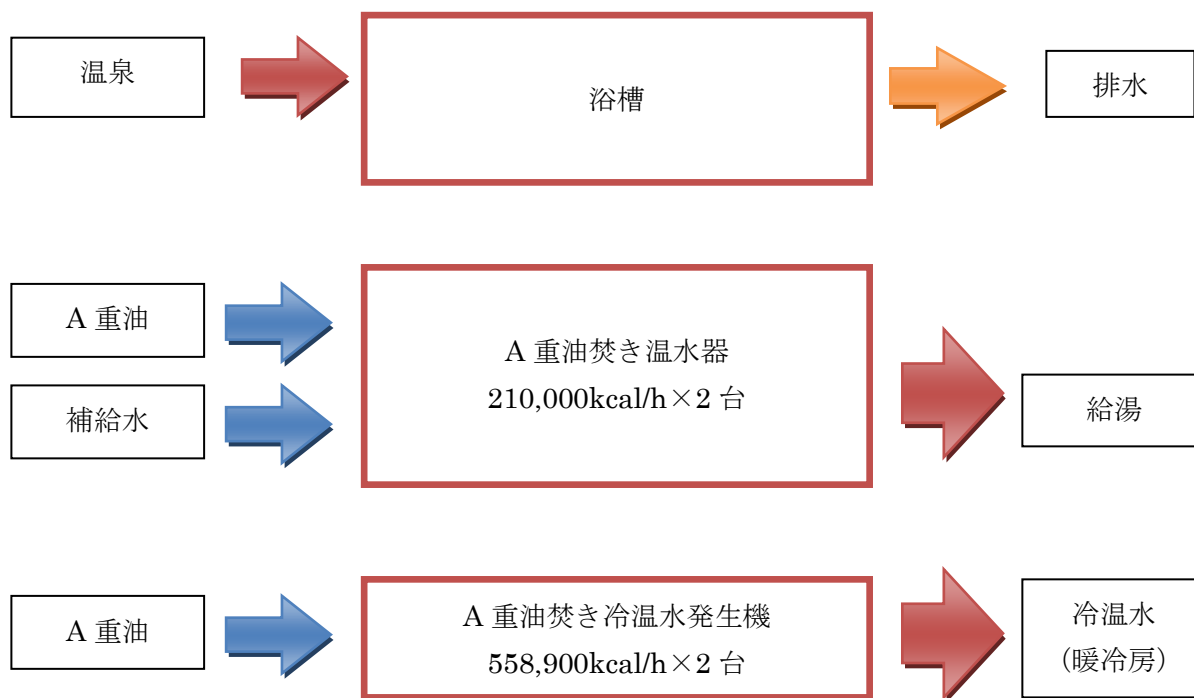 温泉
浴槽
排水
A 重油
補給水
A 重油焚き温水器
210,000kcal/h×2 台
給湯
A 重油
A 重油焚き冷温水発生機
558,900kcal/h×2 台
冷温水
（暖冷房）